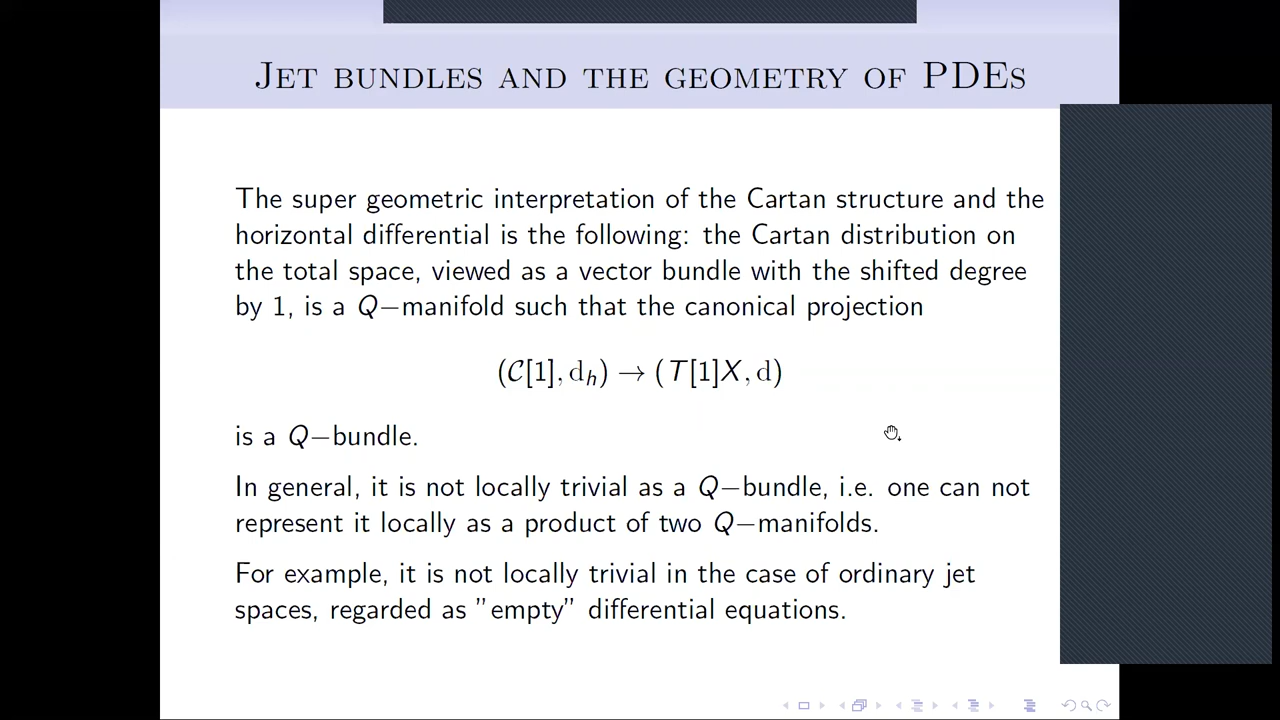 Jet bundles and the geometry of PDEs
The super geometric interpretation of the Cartan structure and the
horizontal differential is the following: the Cartan distribution on
the total space, viewed as a vector bundle with the shifted degree
by 1, is a Q−manifold such that the canonical projection
(𝒞[1], d_h) → (T[1]X, d)
is a Q−bundle.
In general, it is not locally trivial as a Q−bundle, i.e. one can not
represent it locally as a product of two Q−manifolds.
For example, it is not locally trivial in the case of ordinary jet
spaces, regarded as ”empty” differential equations.